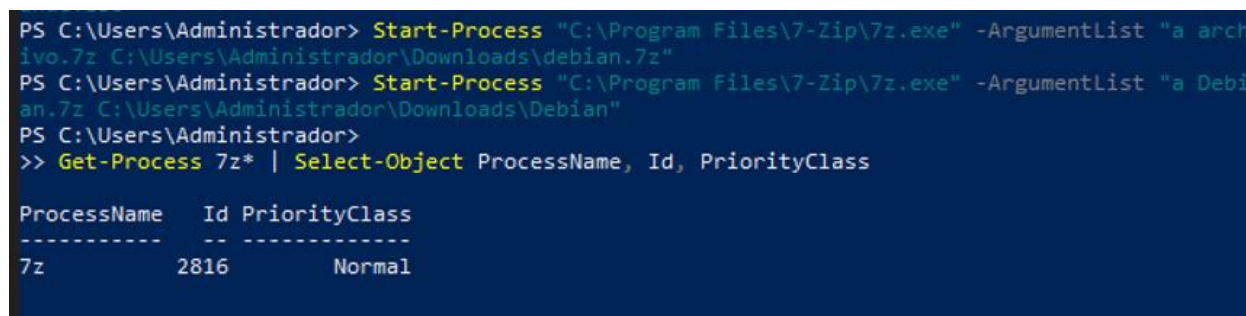 PS C:\Users\Administrador> Start-Process "C:\Program Files\7-Zip\7z.exe" -ArgumentList "a arch
ivo.7z C:\Users\Administrador\Downloads\debian.7z"
PS C:\Users\Administrador> Start-Process "C:\Program Files\7-Zip\7z.exe" -ArgumentList "a Debi
an.7z C:\Users\Administrador\Downloads\Debian"
PS C:\Users\Administrador>
>> Get-Process 7z* | Select-Object ProcessName, Id, PriorityClass
ProcessName   Id PriorityClass
-----------   -- -------------
7z          2816        Normal